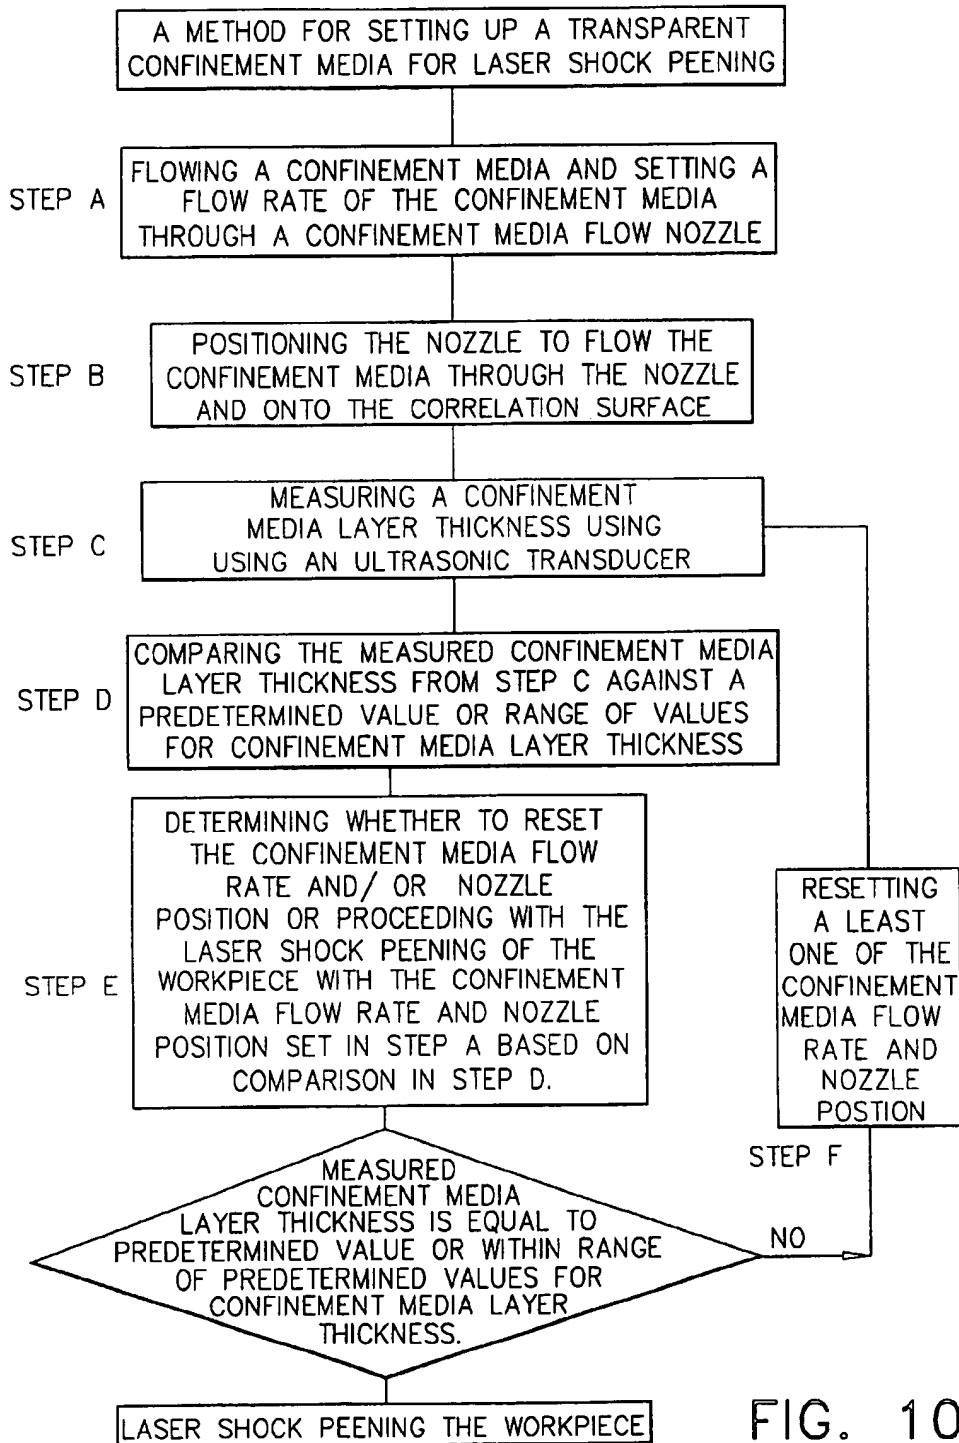 A METHOD FOR SETTING UP A TRANSPARENT
CONFINEMENT MEDIA FOR LASER SHOCK PEENING
STEP A
FLOWING A CONFINEMENT MEDIA AND SETTING A
FLOW RATE OF THE CONFINEMENT MEDIA
THROUGH A CONFINEMENT MEDIA FLOW NOZZLE
STEP B
POSITIONING THE NOZZLE TO FLOW THE
CONFINEMENT MEDIA THROUGH THE NOZZLE
AND ONTO THE CORRELATION SURFACE
STEP C
MEASURING A CONFINEMENT
MEDIA LAYER THICKNESS USING
USING AN ULTRASONIC TRANSDUCER
STEP D
COMPARING THE MEASURED CONFINEMENT MEDIA
LAYER THICKNESS FROM STEP C AGAINST A
PREDETERMINED VALUE OR RANGE OF VALUES
FOR CONFINEMENT MEDIA LAYER THICKNESS
STEP E
DETERMINING WHETHER TO RESET
THE CONFINEMENT MEDIA FLOW
RATE AND/ OR NOZZLE
POSITION OR PROCEEDING WITH THE
LASER SHOCK PEENING OF THE
WORKPIECE WITH THE CONFINEMENT
MEDIA FLOW RATE AND NOZZLE
POSITION SET IN STEP A BASED ON
COMPARISON IN STEP D.
RESETTING
A LEAST
ONE OF THE
CONFINEMENT
MEDIA FLOW
RATE AND
NOZZLE
POSTION
STEP F
MEASURED
CONFINEMENT MEDIA
LAYER THICKNESS IS EQUAL TO
PREDETERMINED VALUE OR WITHIN RANGE
OF PREDETERMINED VALUES FOR
CONFINEMENT MEDIA LAYER
THICKNESS.
NO
LASER SHOCK PEENING THE WORKPIECE
FIG. 10